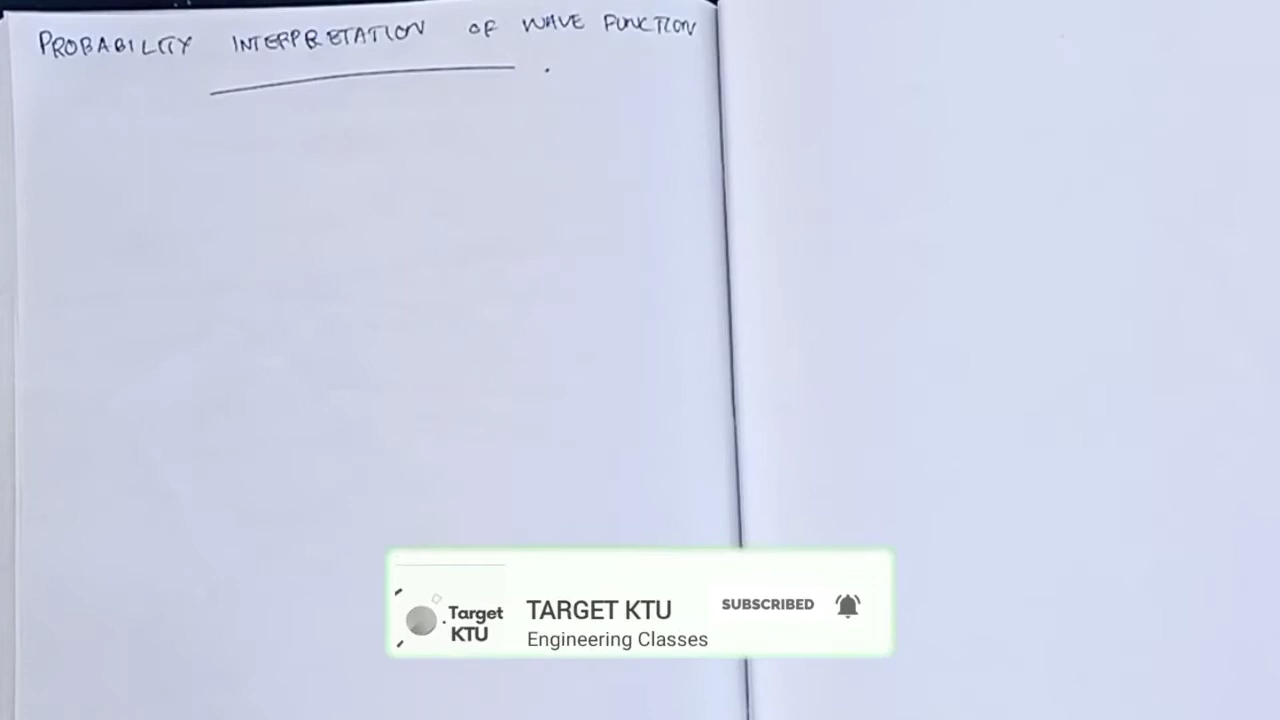 PROBABILITY INTERPRETATION OF WAVE FUNCTION
Target
KTU
TARGET KTU
Engineering Classes
SUBSCRIBED